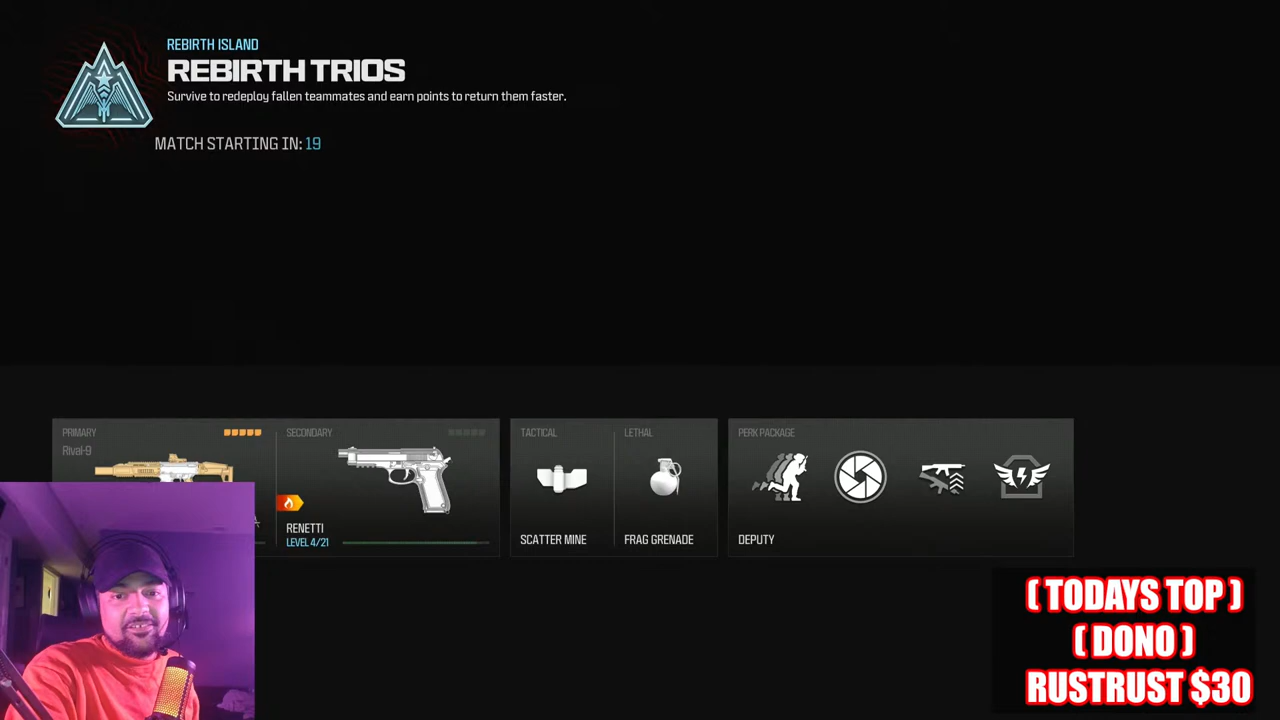 REBIRTH ISLAND
REBIRTH TRIOS
Survive to redeploy fallen teammates and earn points to return them faster.
MATCH STARTING IN: 19
PRIMARY
Rival-9
SECONDARY
RENETTI
LEVEL 4/21
TACTICAL
SCATTER MINE
LETHAL
FRAG GRENADE
PERK PACKAGE
DEPUTY
( TODAYS TOP )
( DONO )
RUSTRUST $30